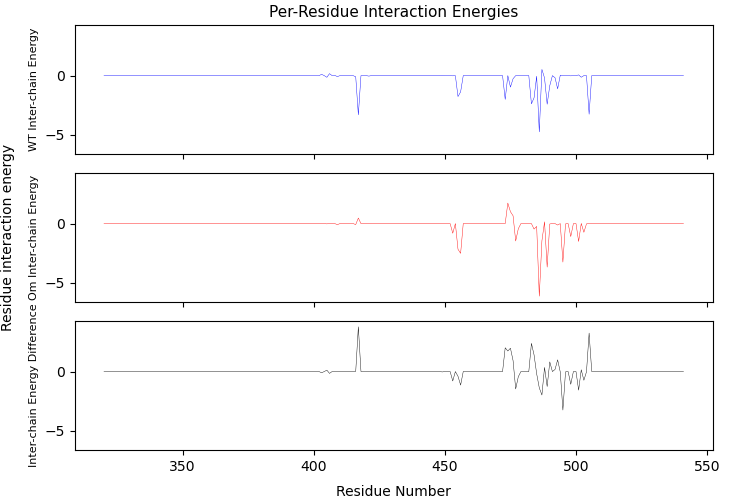 Per-Residue Interaction Energies
Residue interaction energy
WT Inter-chain Energy
0
−5
Om Inter-chain Energy
0
−5
Inter-chain Energy Difference
0
−5
350
400
450
500
550
Residue Number